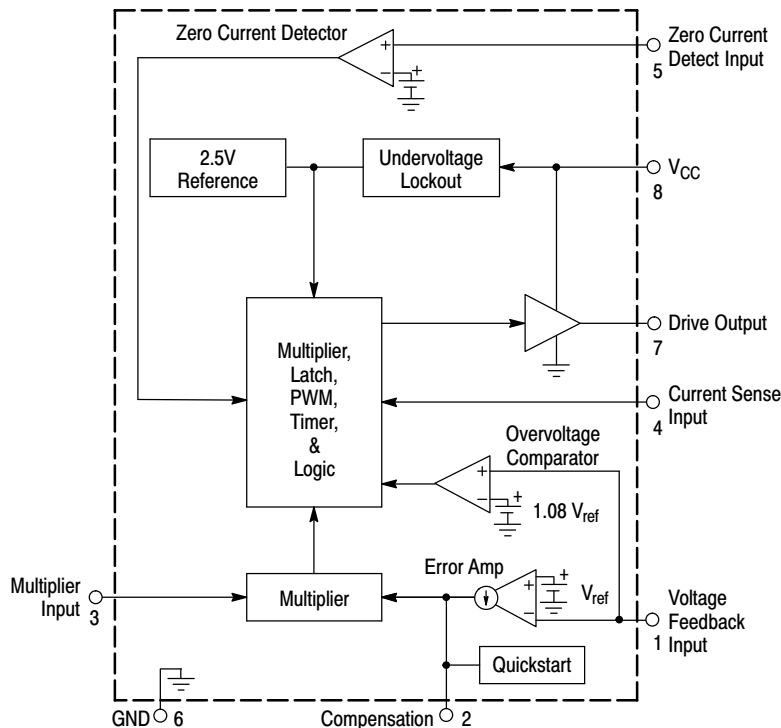 Zero Current Detector
+
−
+
Zero Current
Detect Input
5
2.5V
Reference
Undervoltage
Lockout
VCC
8
Multiplier,
Latch,
PWM,
Timer,
&
Logic
Drive Output
7
Current Sense
Input
4
Overvoltage
Comparator
+
−
+
1.08 Vref
Error Amp
+
−
+
Vref
Multiplier
Input
3
Multiplier
Voltage
Feedback
Input
1
Quickstart
GND 6
Compensation 2